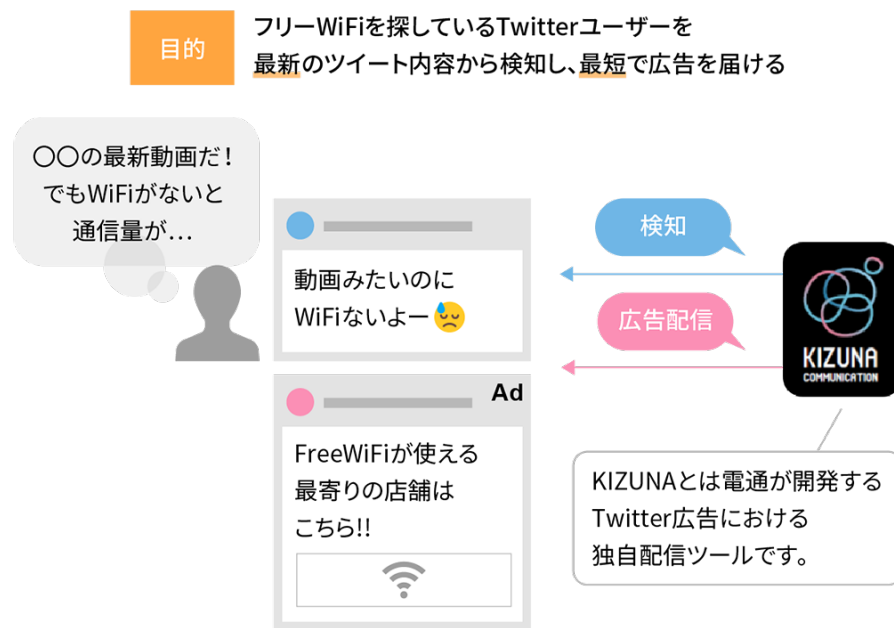 目的
フリーWiFiを探しているTwitterユーザーを
最新のツイート内容から検知し、最短で広告を届ける
〇〇の最新動画だ！
でもWiFiがないと
通信量が…
動画みたいのに
WiFiないよー😓
検知
広告配信
KIZUNA
COMMUNICATION
Ad
FreeWiFiが使える
最寄りの店舗は
こちら!!
KIZUNAとは電通が開発する
Twitter広告における
独自配信ツールです。